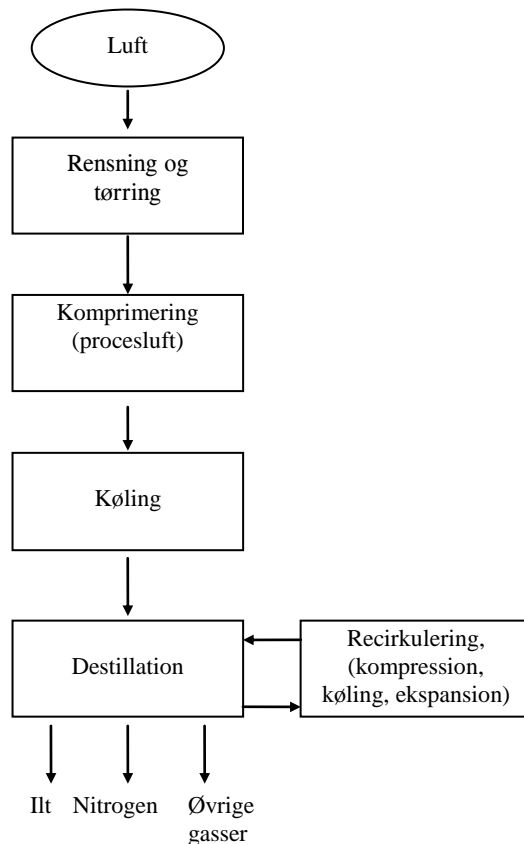 Luft
Rensning og
tørring
Komprimering
(procesluft)
Køling
Destillation
Recirkulering,
(kompression,
køling, ekspansion)
Ilt
Nitrogen
Øvrige
gasser